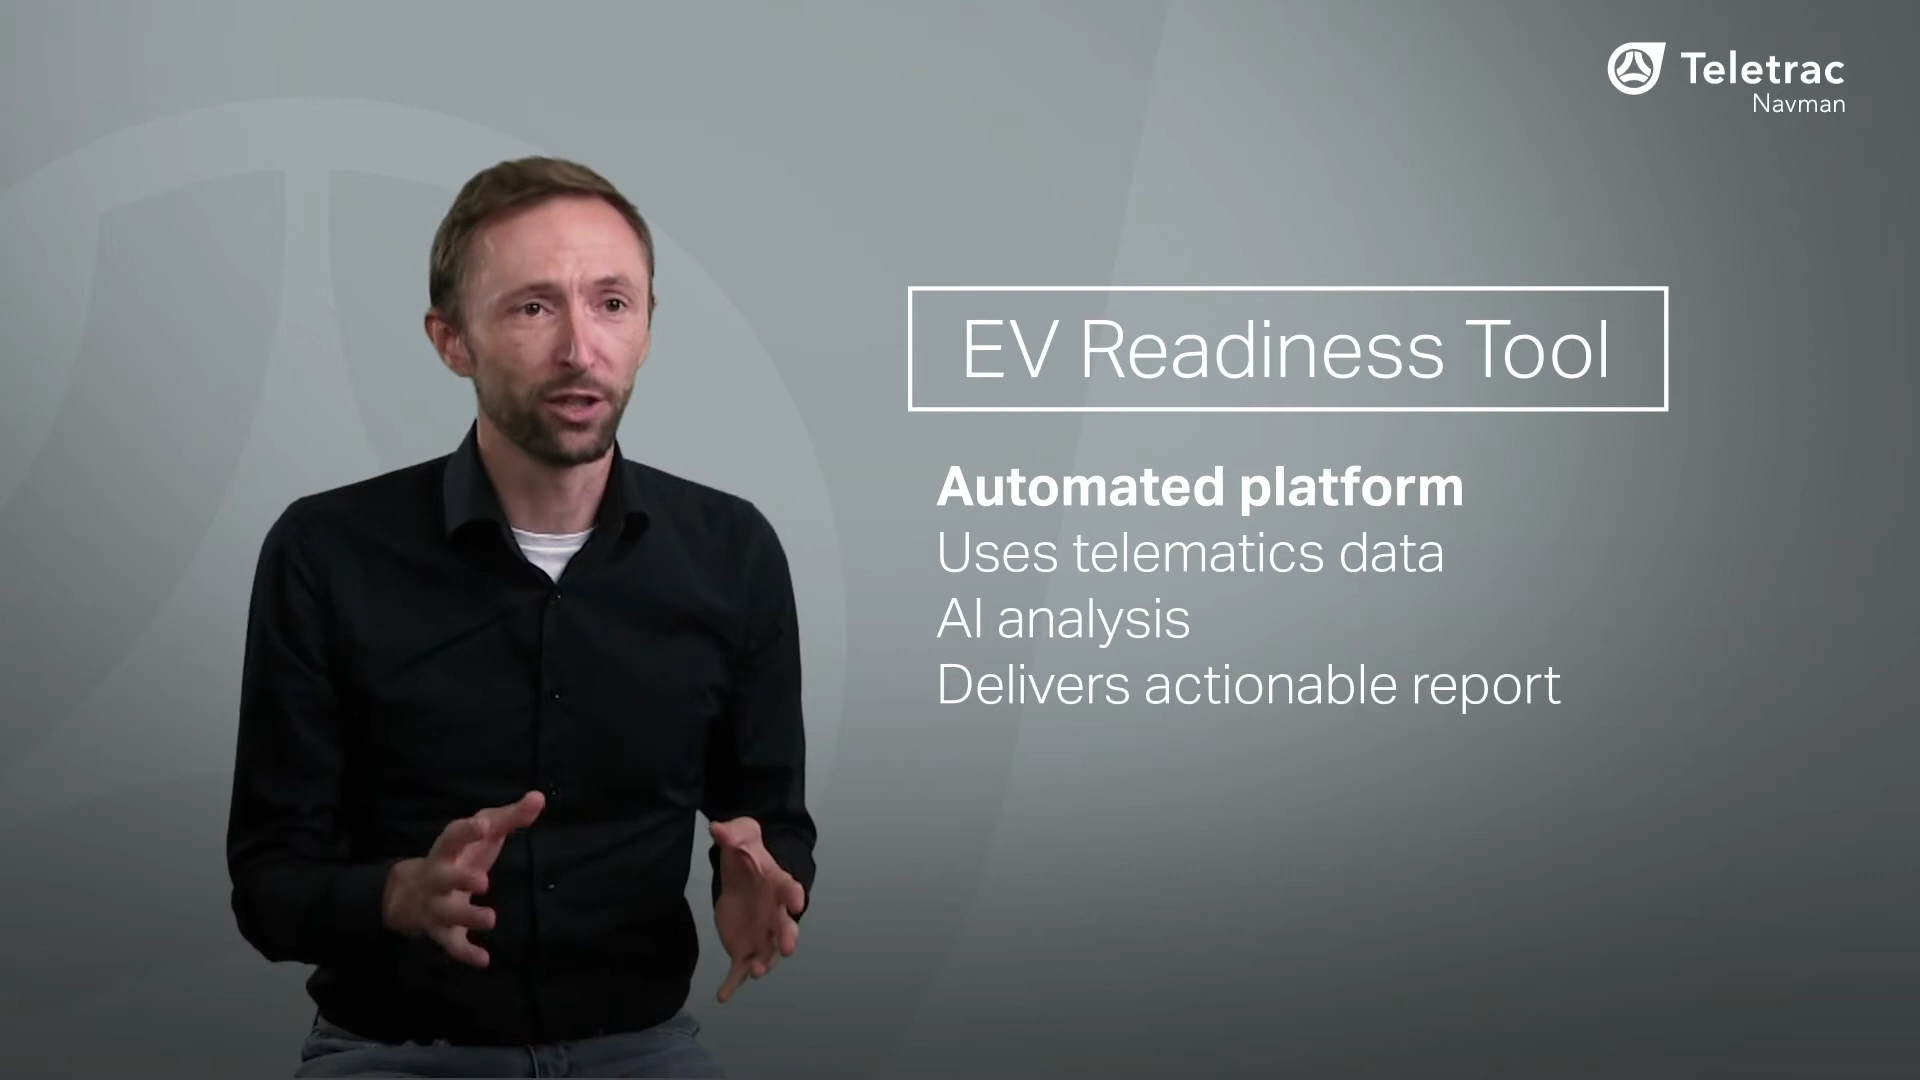 Teletrac
Navman
EV Readiness Tool
Automated platform
Uses telematics data
AI analysis
Delivers actionable report